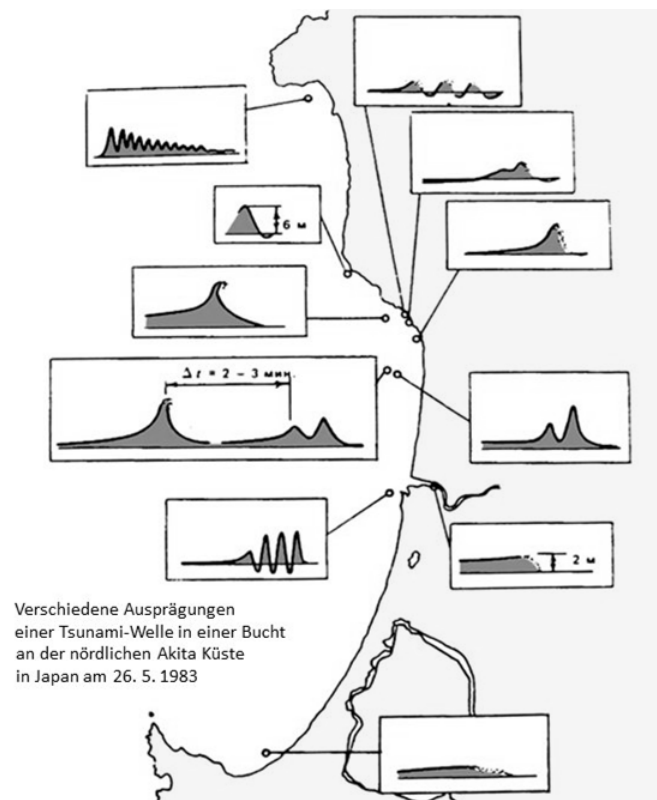 6 м
Δt = 2 – 3 мин.
2 м
Verschiedene Ausprägungen
einer Tsunami-Welle in einer Bucht
an der nördlichen Akita Küste
in Japan am 26. 5. 1983